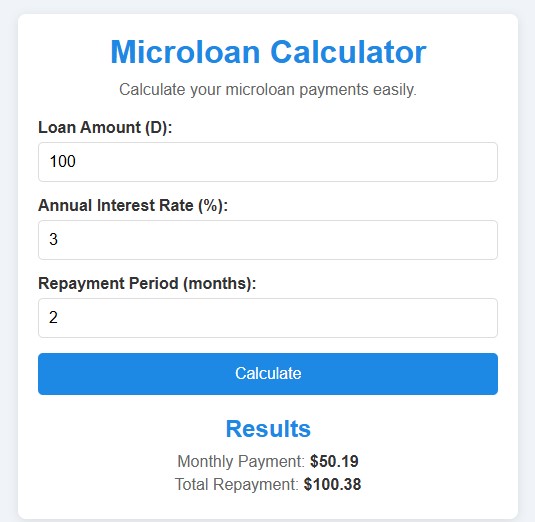 Microloan Calculator
Calculate your microloan payments easily.
Loan Amount (D):
100
Annual Interest Rate (%):
3
Repayment Period (months):
2
Calculate
Results
Monthly Payment: $50.19
Total Repayment: $100.38